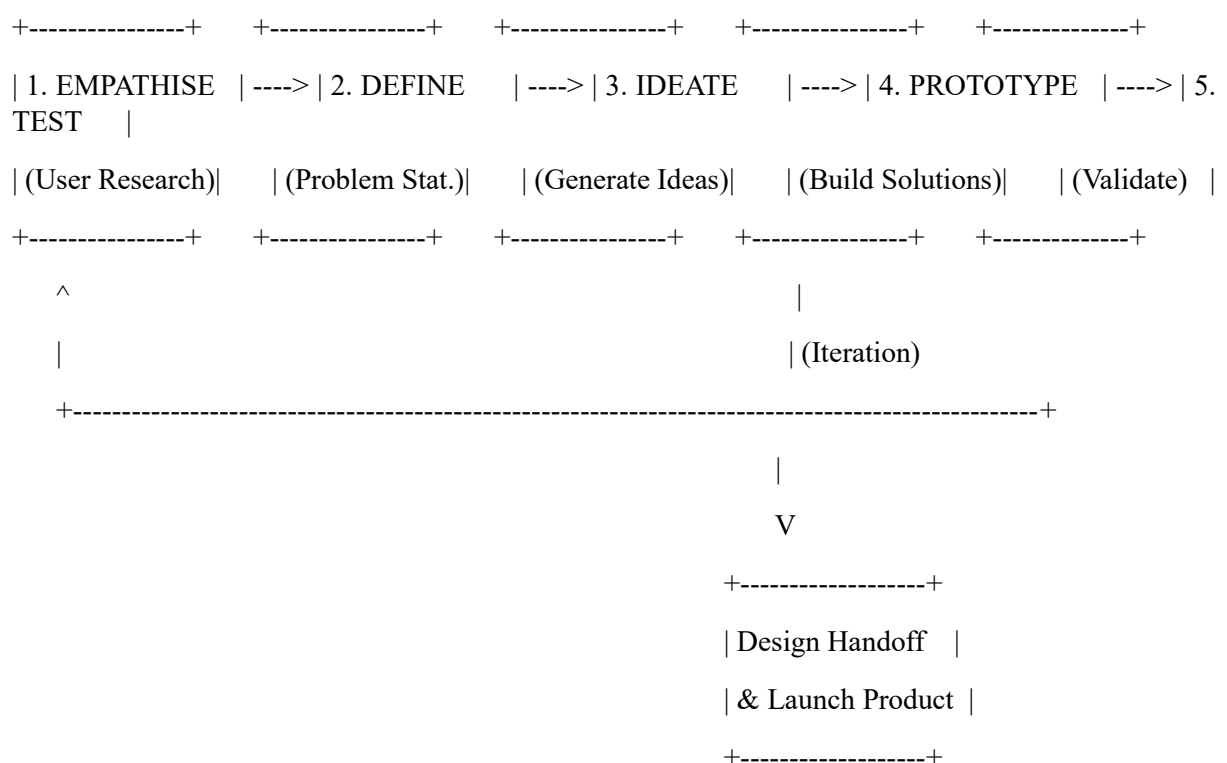 +----------------+ +----------------+ +----------------+ +----------------+ +--------------+
| 1. EMPATHISE | ----> | 2. DEFINE | ----> | 3. IDEATE | ----> | 4. PROTOTYPE | ----> | 5.
TEST |
| (User Research)| | (Problem Stat.)| | (Generate Ideas)| | (Build Solutions)| | (Validate) |
+----------------+ +----------------+ +----------------+ +----------------+ +--------------+
^ |
| | (Iteration)
+---------------------------------------------------------------------------------------------------+
|
V
+-------------------+
| Design Handoff |
| & Launch Product |
+-------------------+